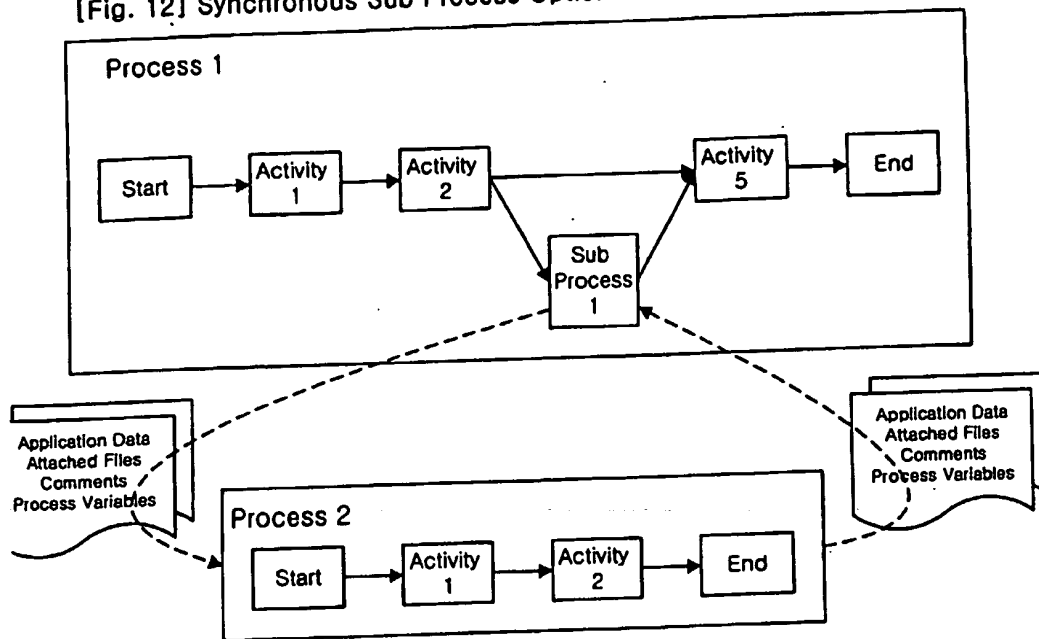 [Fig. 12] Synchronous Sub Process
Process 1
Start
Activity
1
Activity
2
Activity
5
End
Sub
Process
1
Application Data
Attached Files
Comments
Process Variables
Application Data
Attached Files
Comments
Process Variables
Process 2
Start
Activity
1
Activity
2
End